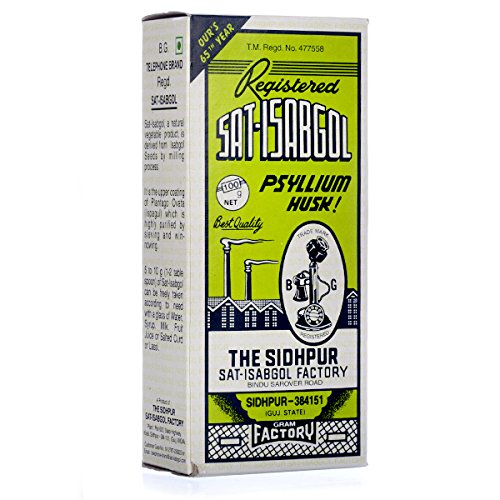 B.G.
TELEPHONE BRAND
Regd.
SAT-ISABGOL
Sat-Isabgol, a natural
vegetable product, is
derived from Isabgol
Seeds by milling
process.
It is the upper coating
of Plantago Ovata
(Ispaghul) which is
highly purified by
sieving and win-
nowing.
5 to 10 g (1-2 table
spoon) of Sat-Isabgol
can be freely taken
according to need
with a glass of Water,
Syrup, Milk, Fruit
Juice or Salted Curd
or Lassi.
A Product of
THE SIDHPUR
SAT-ISABGOL FACTORY
OUR'S
65TH YEAR
T.M. Regd. No. 477558
Registered
SAT-ISABGOL
100
g
NET
PSYLLIUM
HUSK!
Best Quality
TRADE MARK
B G
REGISTERED
THE SIDHPUR
SAT-ISABGOL FACTORY
BINDU SAROVER ROAD
SIDHPUR-384151
(GUJ STATE)
GRAM
FACTORY